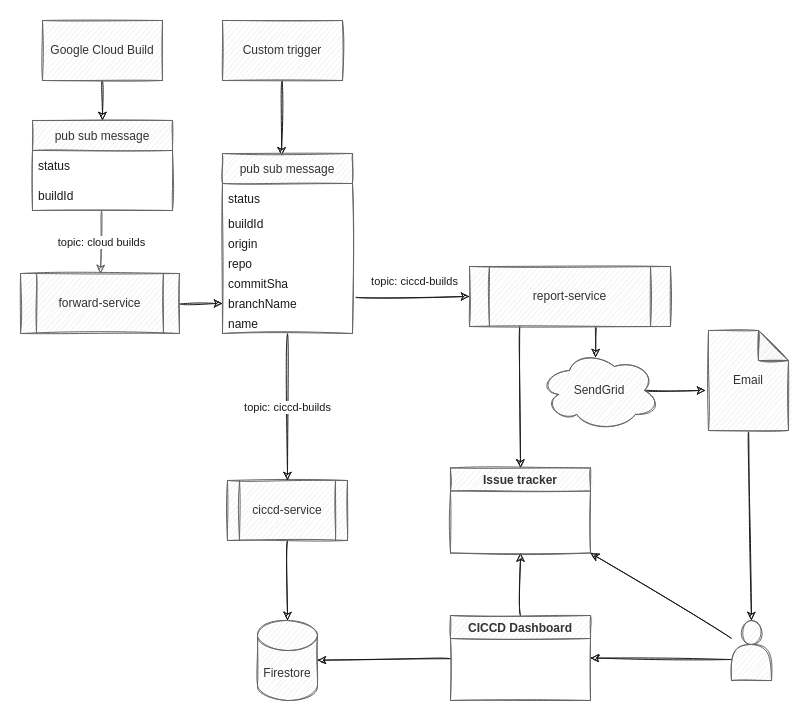 Google Cloud Build
Custom trigger
pub sub message
status
buildId
pub sub message
status
buildId
origin
repo
commitSha
branchName
name
topic: cloud builds
forward-service
topic: ciccd-builds
report-service
SendGrid
Email
topic: ciccd-builds
Issue tracker
ciccd-service
CICCD Dashboard
Firestore